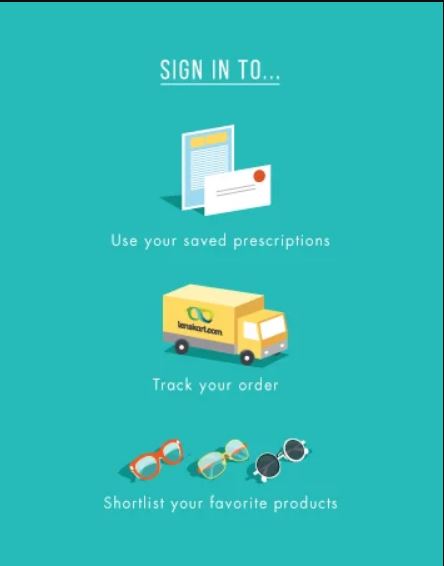 SIGN IN TO...
Use your saved prescriptions
lenskart.com
Track your order
Shortlist your favorite products